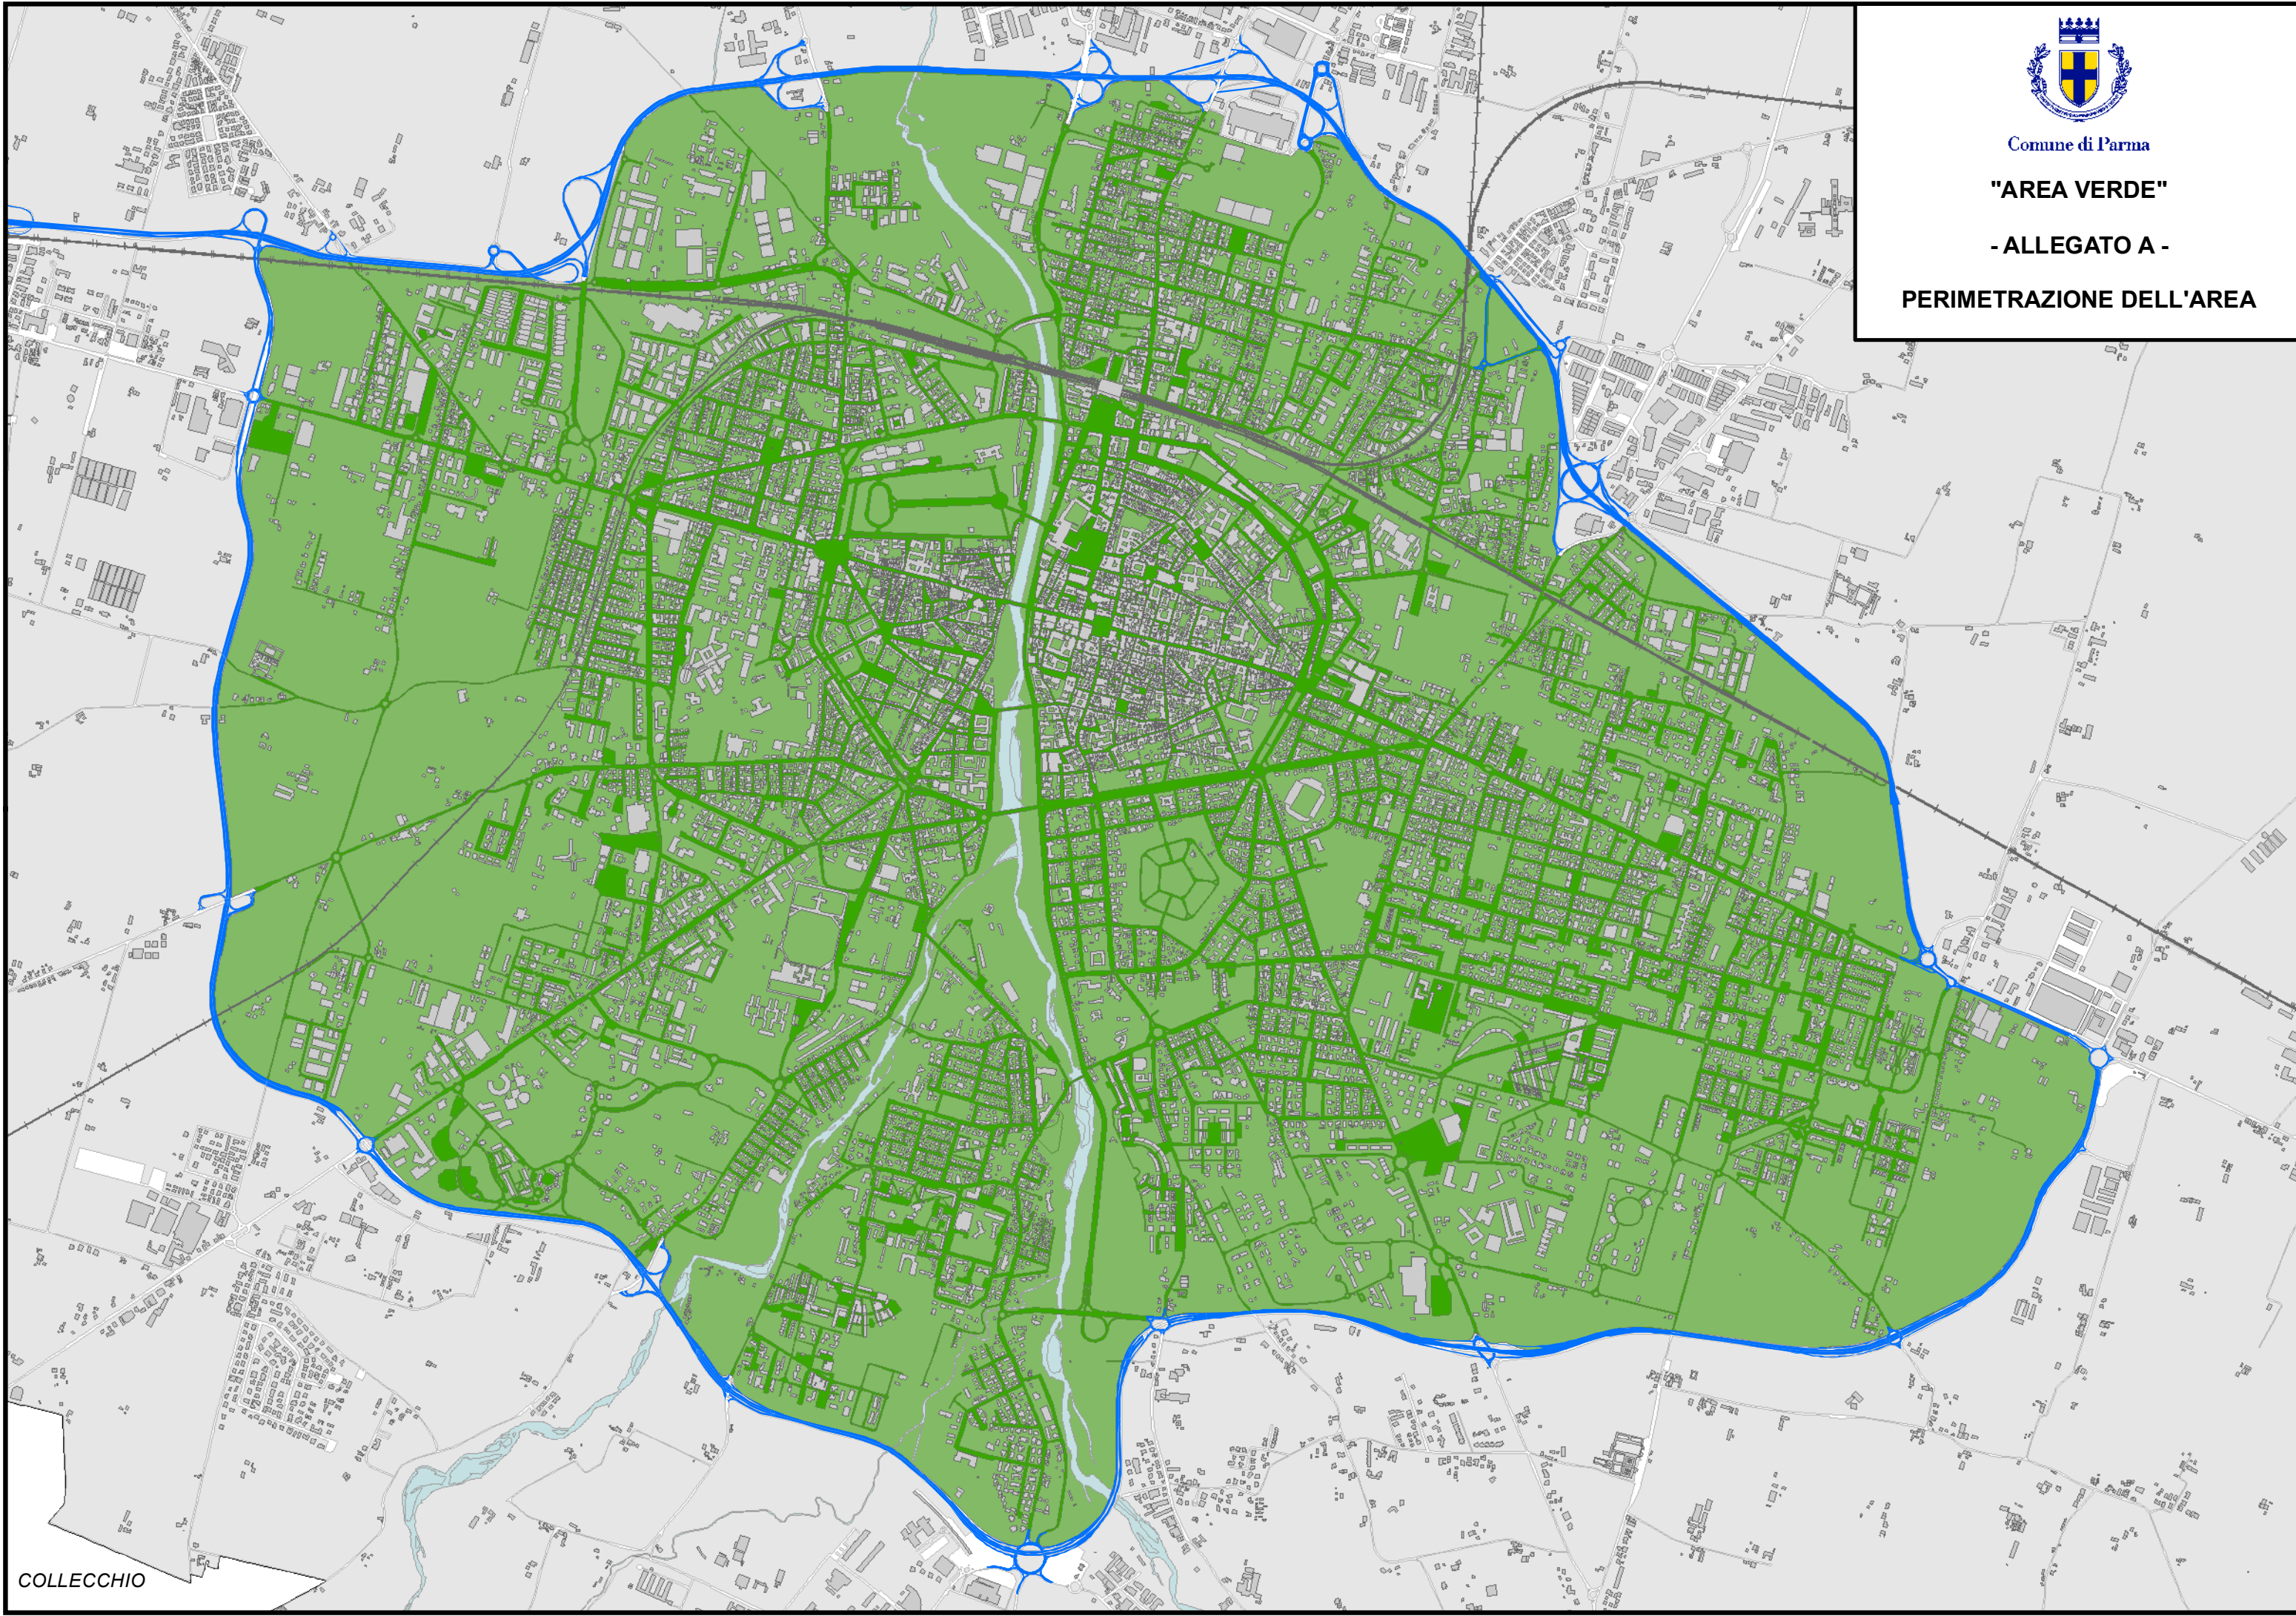 Comune di Parma
"AREA VERDE"
- ALLEGATO A -
PERIMETRAZIONE DELL'AREA
COLLECCHIO